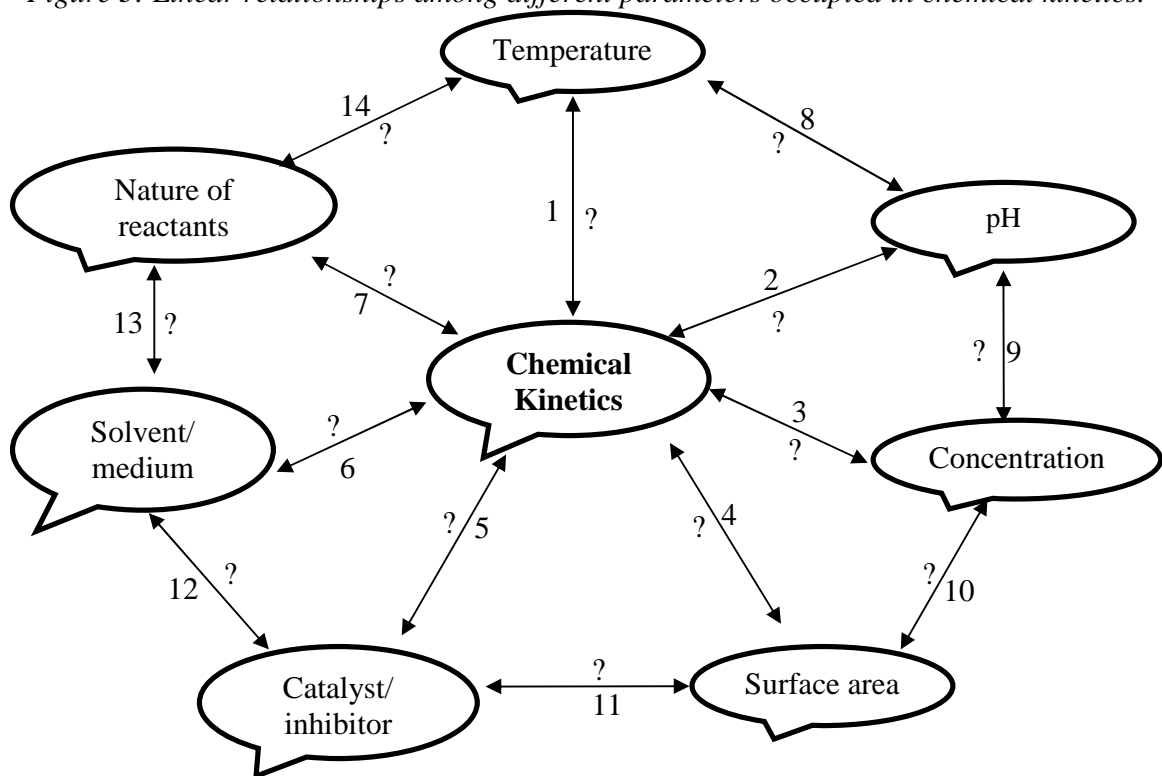 Figure 5: Linear relationships among different parameters occupied in chemical kinetics.
Temperature
14
?
8
?
Nature of
reactants
1
?
pH
?
7
2
?
13
?
?
9
Chemical
Kinetics
3
?
Solvent/
medium
?
6
Concentration
?
5
?
4
12
?
?
10
Catalyst/
inhibitor
?
11
Surface area